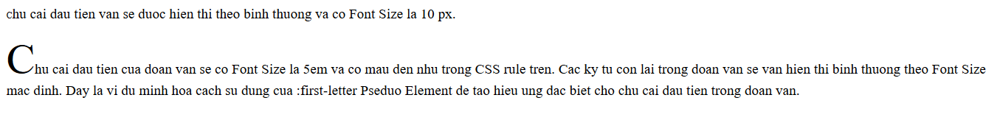 chu cai dau tien van se duoc hien thi theo binh thuong va co Font Size la 10 px.
Chu cai dau tien cua doan van se co Font Size la 5em va co mau den nhu trong CSS rule tren. Cac ky tu con lai trong doan van se van hien thi binh thuong theo Font Size
mac dinh. Day la vi du minh hoa cach su dung cua :first-letter Pseduo Element de tao hieu ung dac biet cho chu cai dau tien trong doan van.